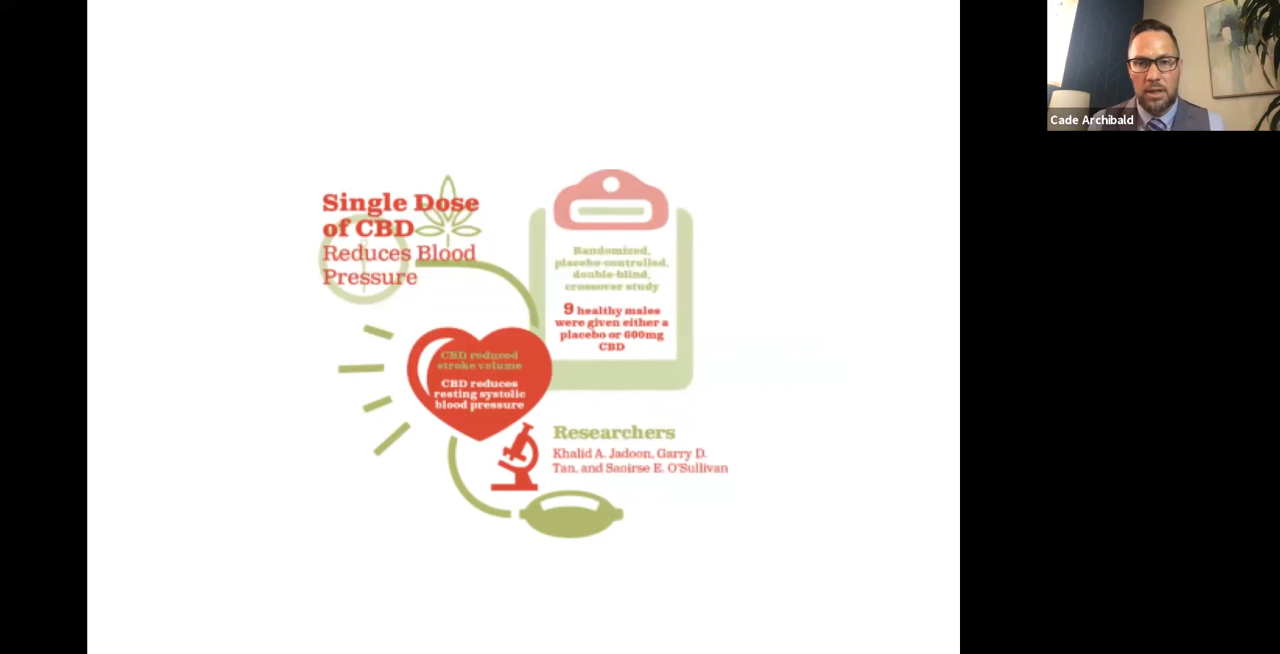 Single Dose
of CBD
Reduces Blood
Pressure
Randomized,
placebo-controlled,
double-blind,
crossover study
9 healthy males
were given either a
placebo or 600mg
CBD
CBD reduced
stroke volume
CBD reduces
resting systolic
blood pressure
Researchers
Khalid A. Jadoon, Garry D.
Tan, and Saoirse E. O'Sullivan
Cade Archibald